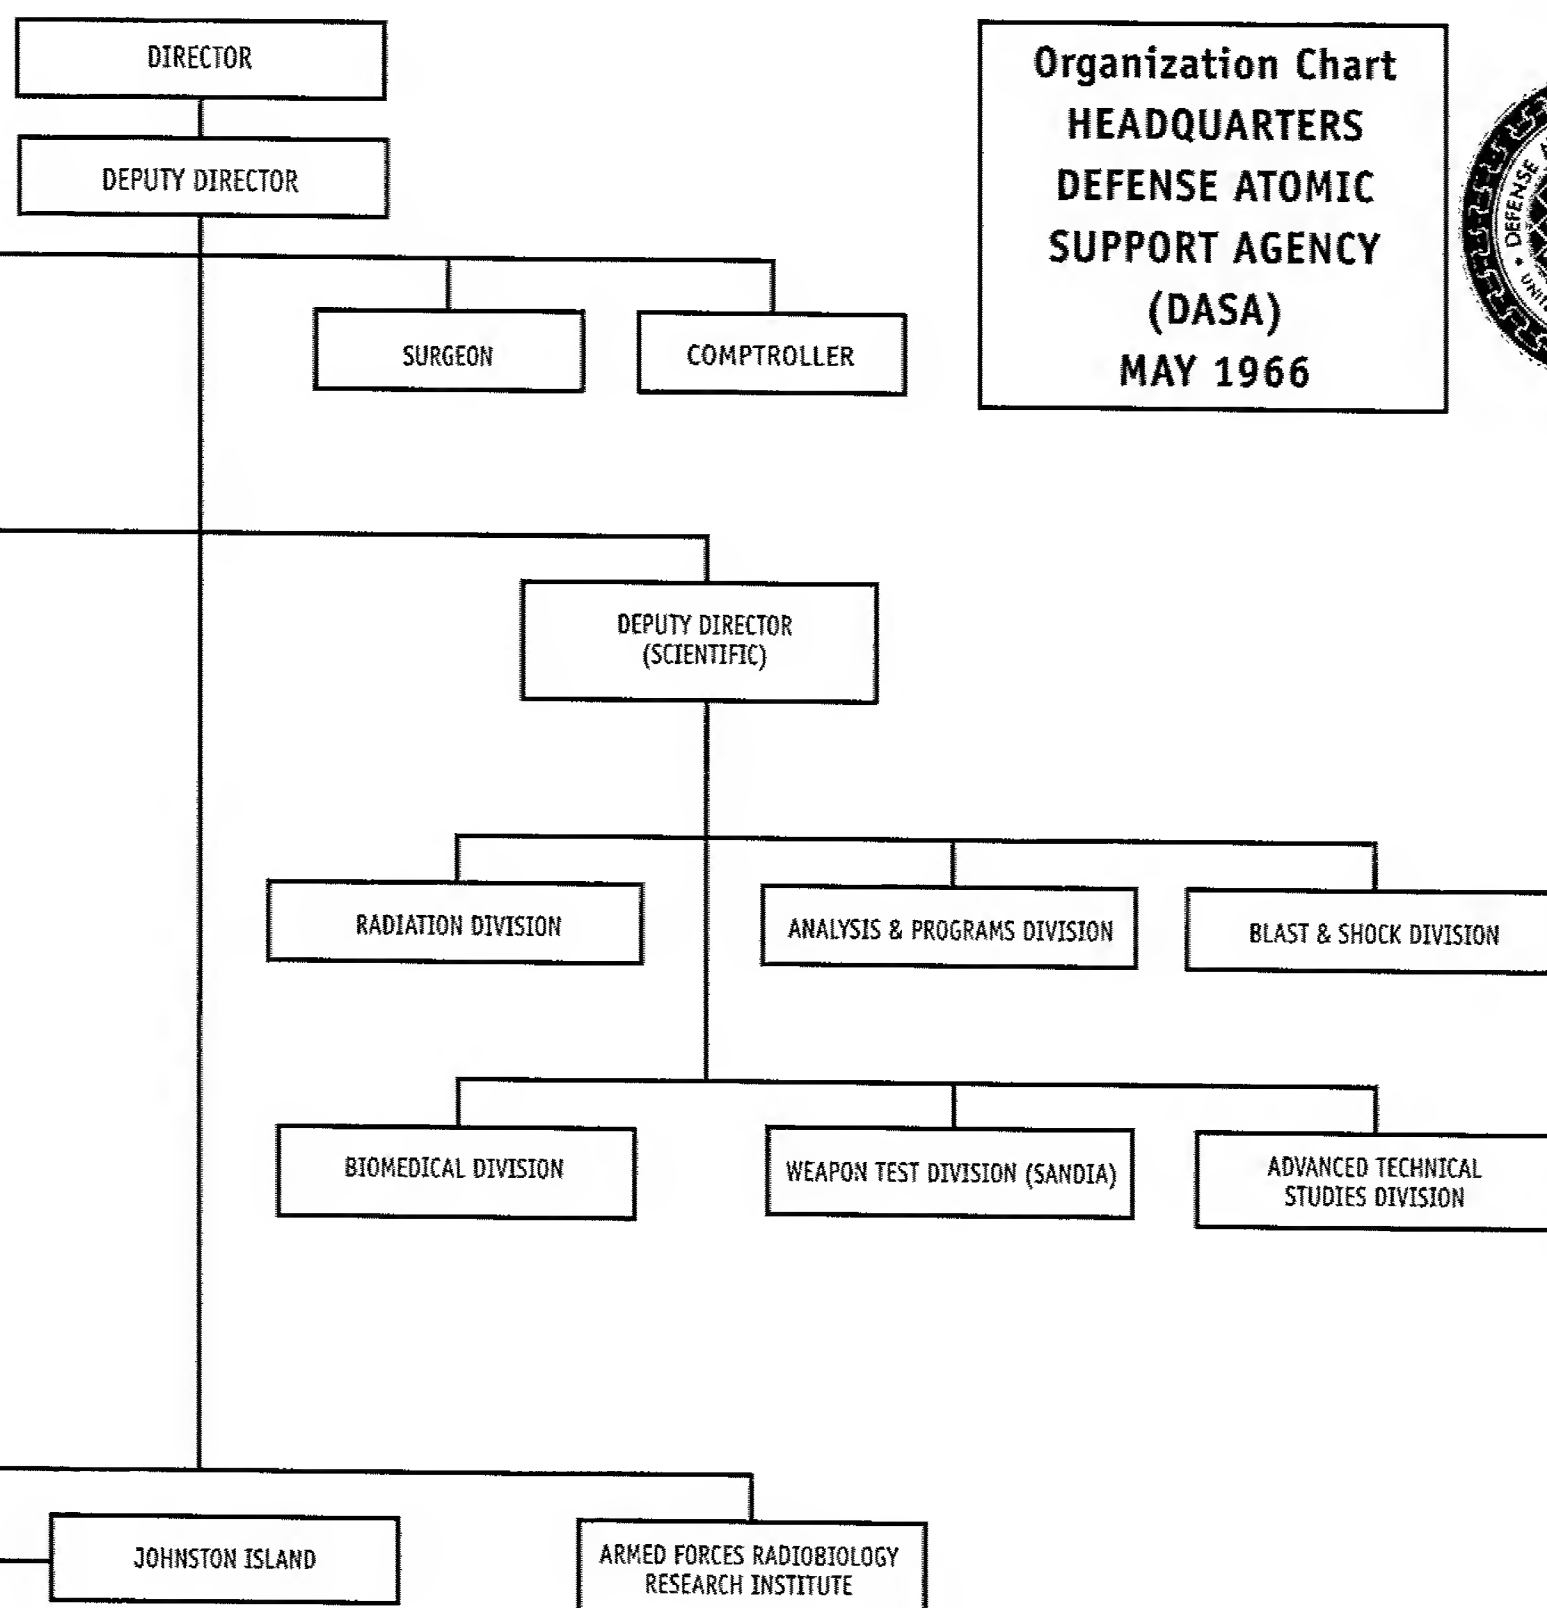 DIRECTOR
DEPUTY DIRECTOR
Organization Chart
HEADQUARTERS
DEFENSE ATOMIC
SUPPORT AGENCY
(DASA)
MAY 1966
DEFENSE
SURGEON
COMPTROLLER
DEPUTY DIRECTOR
(SCIENTIFIC)
RADIATION DIVISION
ANALYSIS & PROGRAMS DIVISION
BLAST & SHOCK DIVISION
BIOMEDICAL DIVISION
WEAPON TEST DIVISION (SANDIA)
ADVANCED TECHNICAL
STUDIES DIVISION
JOHNSTON ISLAND
ARMED FORCES RADIOBIOLOGY
RESEARCH INSTITUTE